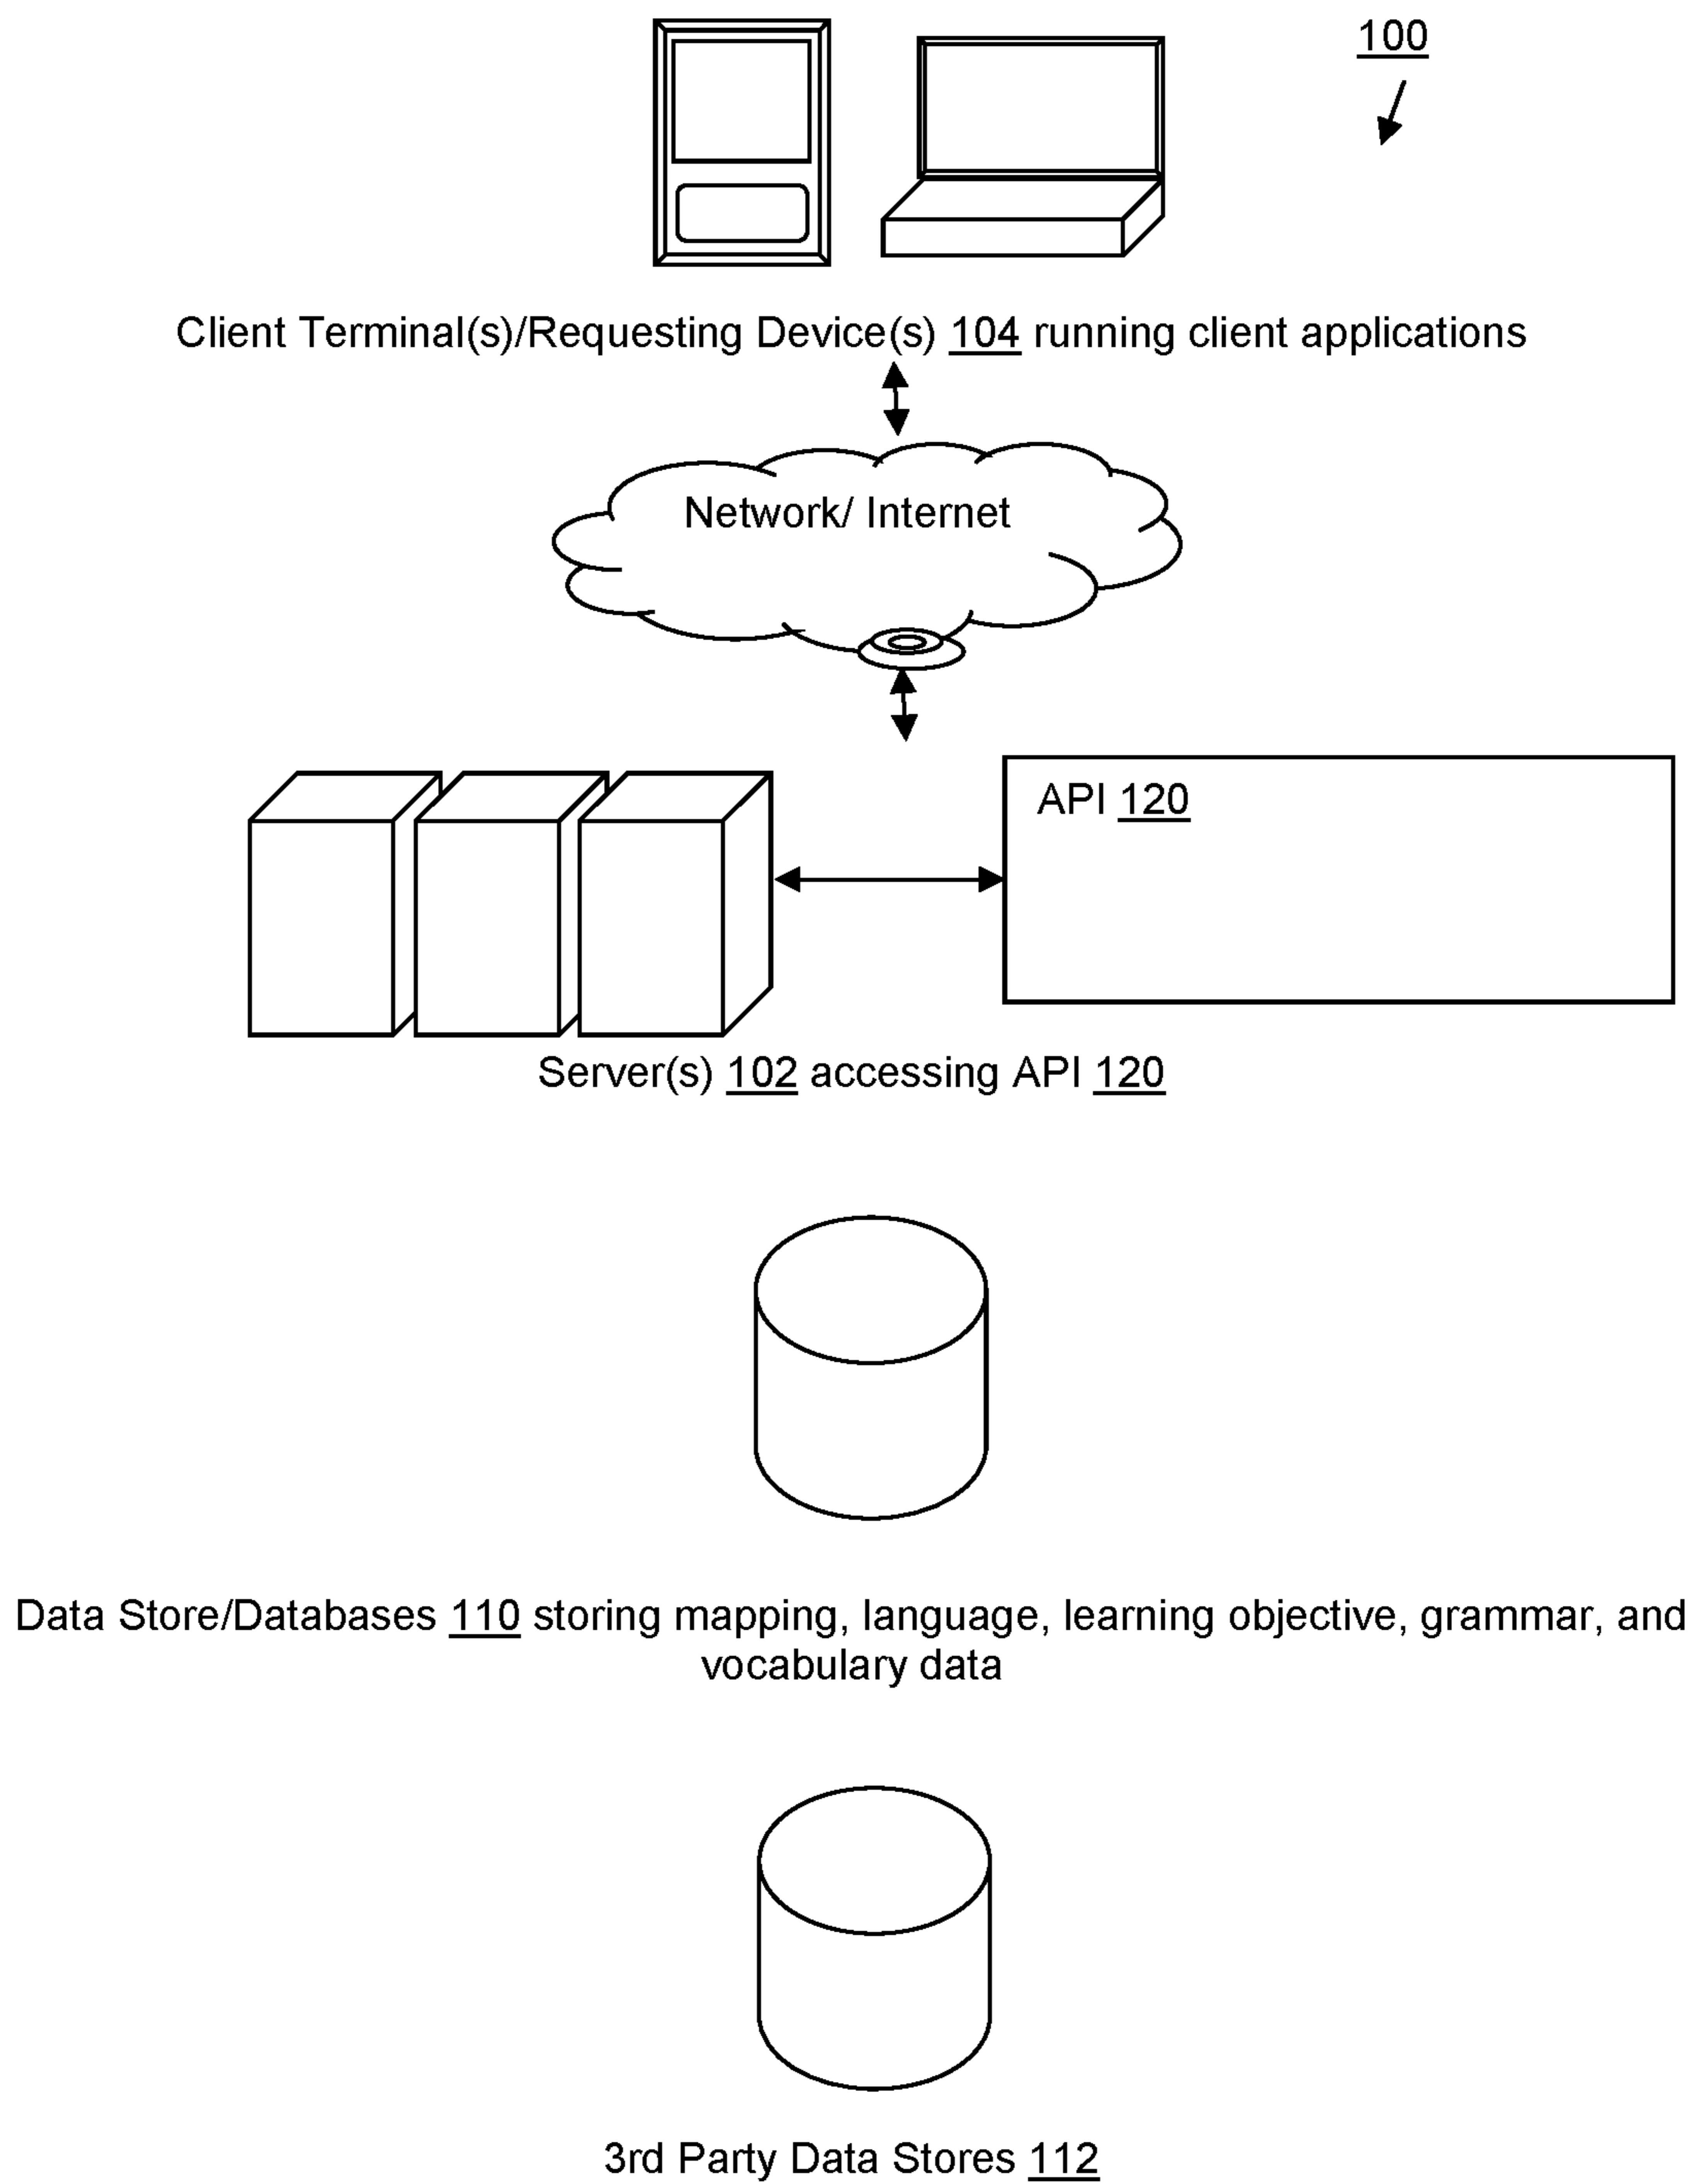 100
Client Terminal(s)/Requesting Device(s) 104 running client applications
Network/ Internet
API 120
Server(s) 102 accessing API 120
Data Store/Databases 110 storing mapping, language, learning objective, grammar, and
vocabulary data
3rd Party Data Stores 112